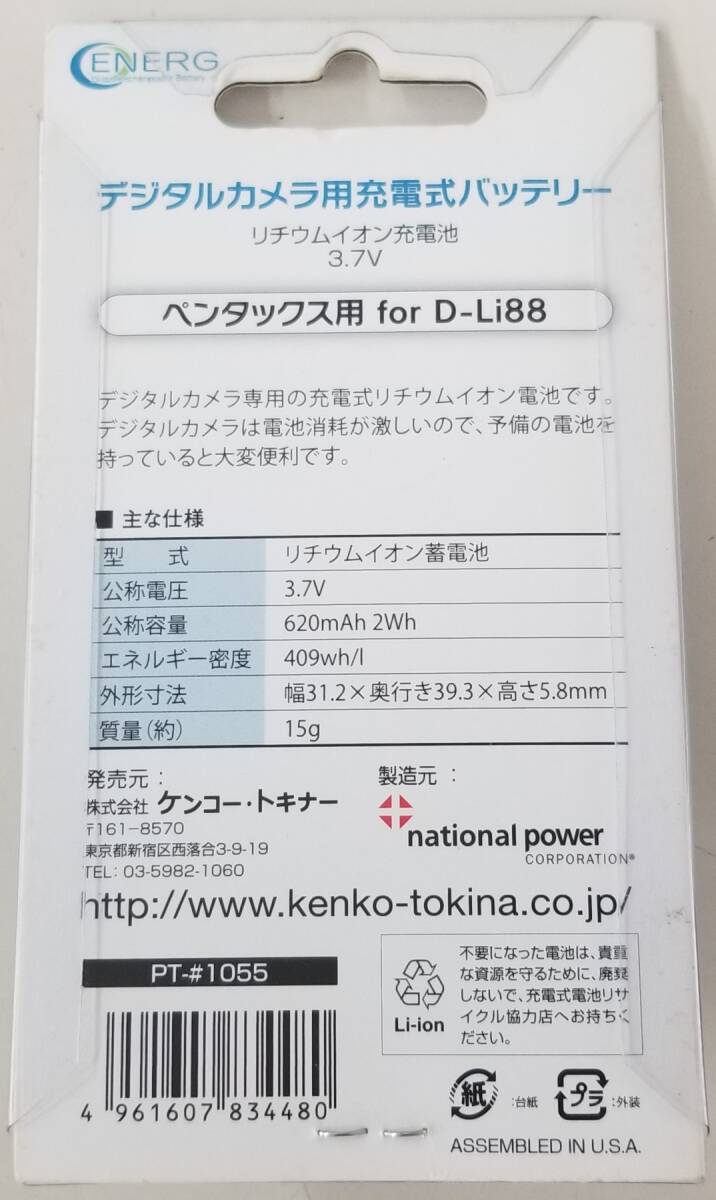 ENERG
デジタルカメラ用充電式バッテリー
リチウムイオン充電池
3.7V
ペンタックス用 for D-Li88
デジタルカメラ専用の充電式リチウムイオン電池です。
デジタルカメラは電池消耗が激しいので、予備の電池を
持っていると大変便利です。
■ 主な仕様
型 式 リチウムイオン蓄電池
公称電圧 3.7V
公称容量 620mAh 2Wh
エネルギー密度 409wh/l
外形寸法 幅31.2×奥行き39.3×高さ5.8mm
質量(約) 15g
発売元：
株式会社 ケンコー・トキナー
〒161-8570
東京都新宿区西落合3-9-19
TEL: 03-5982-1060
製造元：
national power
CORPORATION®
http://www.kenko-tokina.co.jp/
PT-#1055
4 961607 834480
Li-ion
不要になった電池は、貴重
な資源を守るために、廃棄
しないで、充電式電池リサ
イクル協力店へお持ちく
ださい。
紙 :台紙
プラ :外装
ASSEMBLED IN U.S.A.